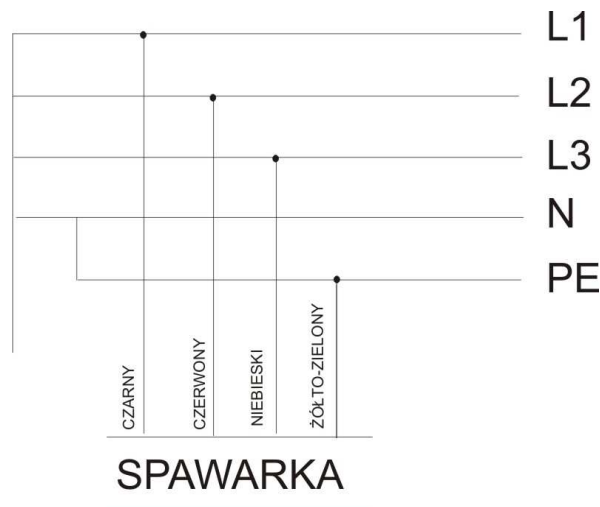 L1
L2
L3
N
PE
CZARNY
CZERWONY
NIEBIESKI
ŻÓŁTO-ZIELONY
SPAWARKA